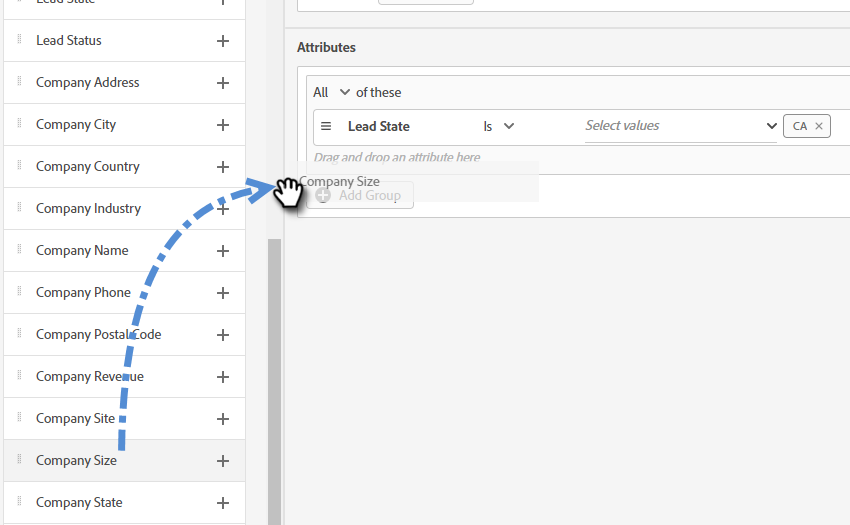 Lead State
Lead Status
Company Address
Company City
Company Country
Company Industry
Company Name
Company Phone
Company Postal Code
Company Revenue
Company Site
Company Size
Company State
Attributes
All of these
Lead State Is Select values CA
Drag and drop an attribute here
Company Size
Add Group